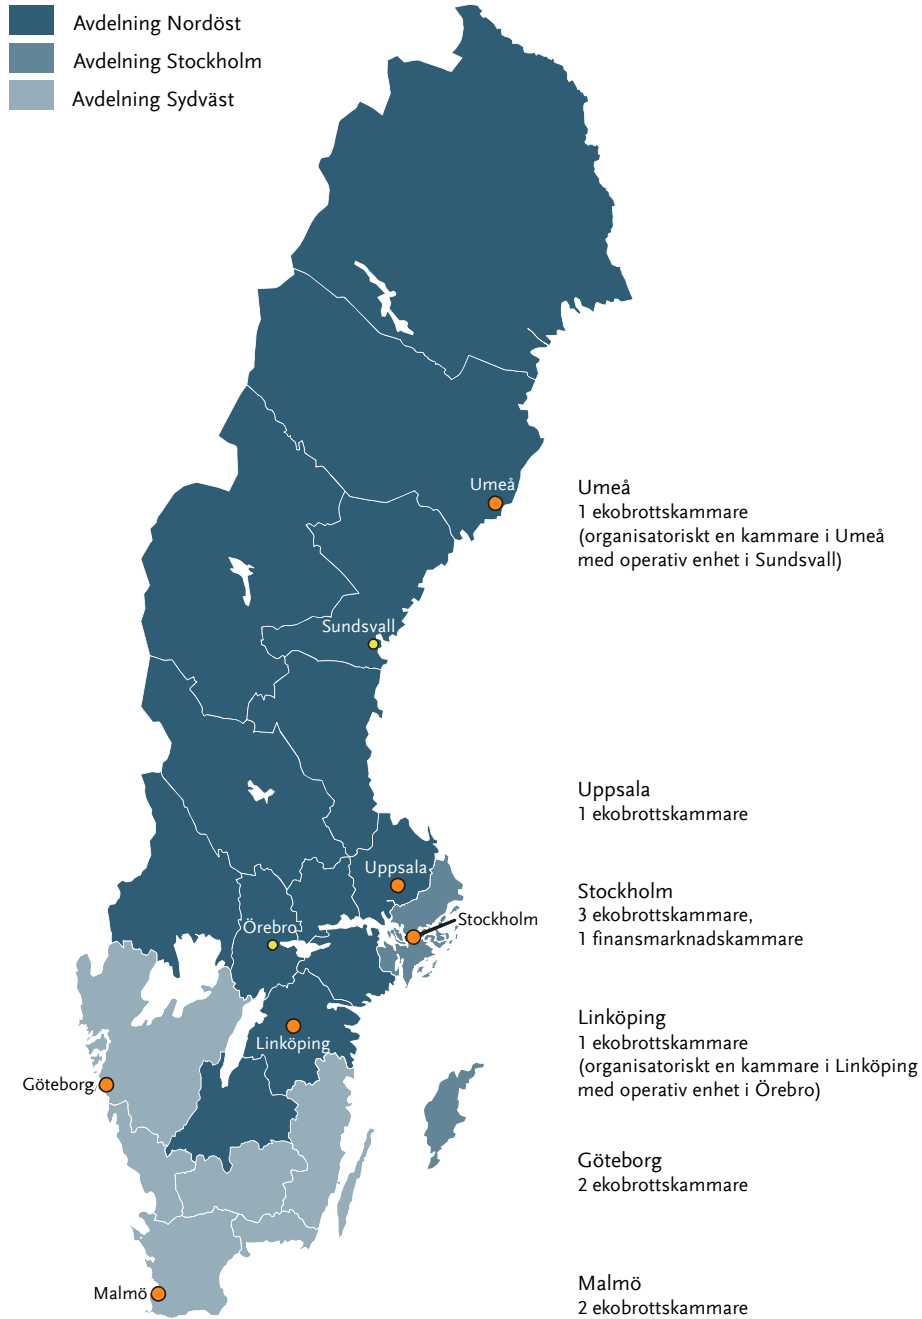 Avdelning Nordöst
Avdelning Stockholm
Avdelning Sydväst
Umeå
Sundsvall
Uppsala
Örebro
Stockholm
Linköping
Göteborg
Malmö
Umeå
1 ekobrottskammare
(organisatoriskt en kammare i Umeå
med operativ enhet i Sundsvall)
Uppsala
1 ekobrottskammare
Stockholm
3 ekobrottskammare,
1 finansmarknadskammare
Linköping
1 ekobrottskammare
(organisatoriskt en kammare i Linköping
med operativ enhet i Örebro)
Göteborg
2 ekobrottskammare
Malmö
2 ekobrottskammare